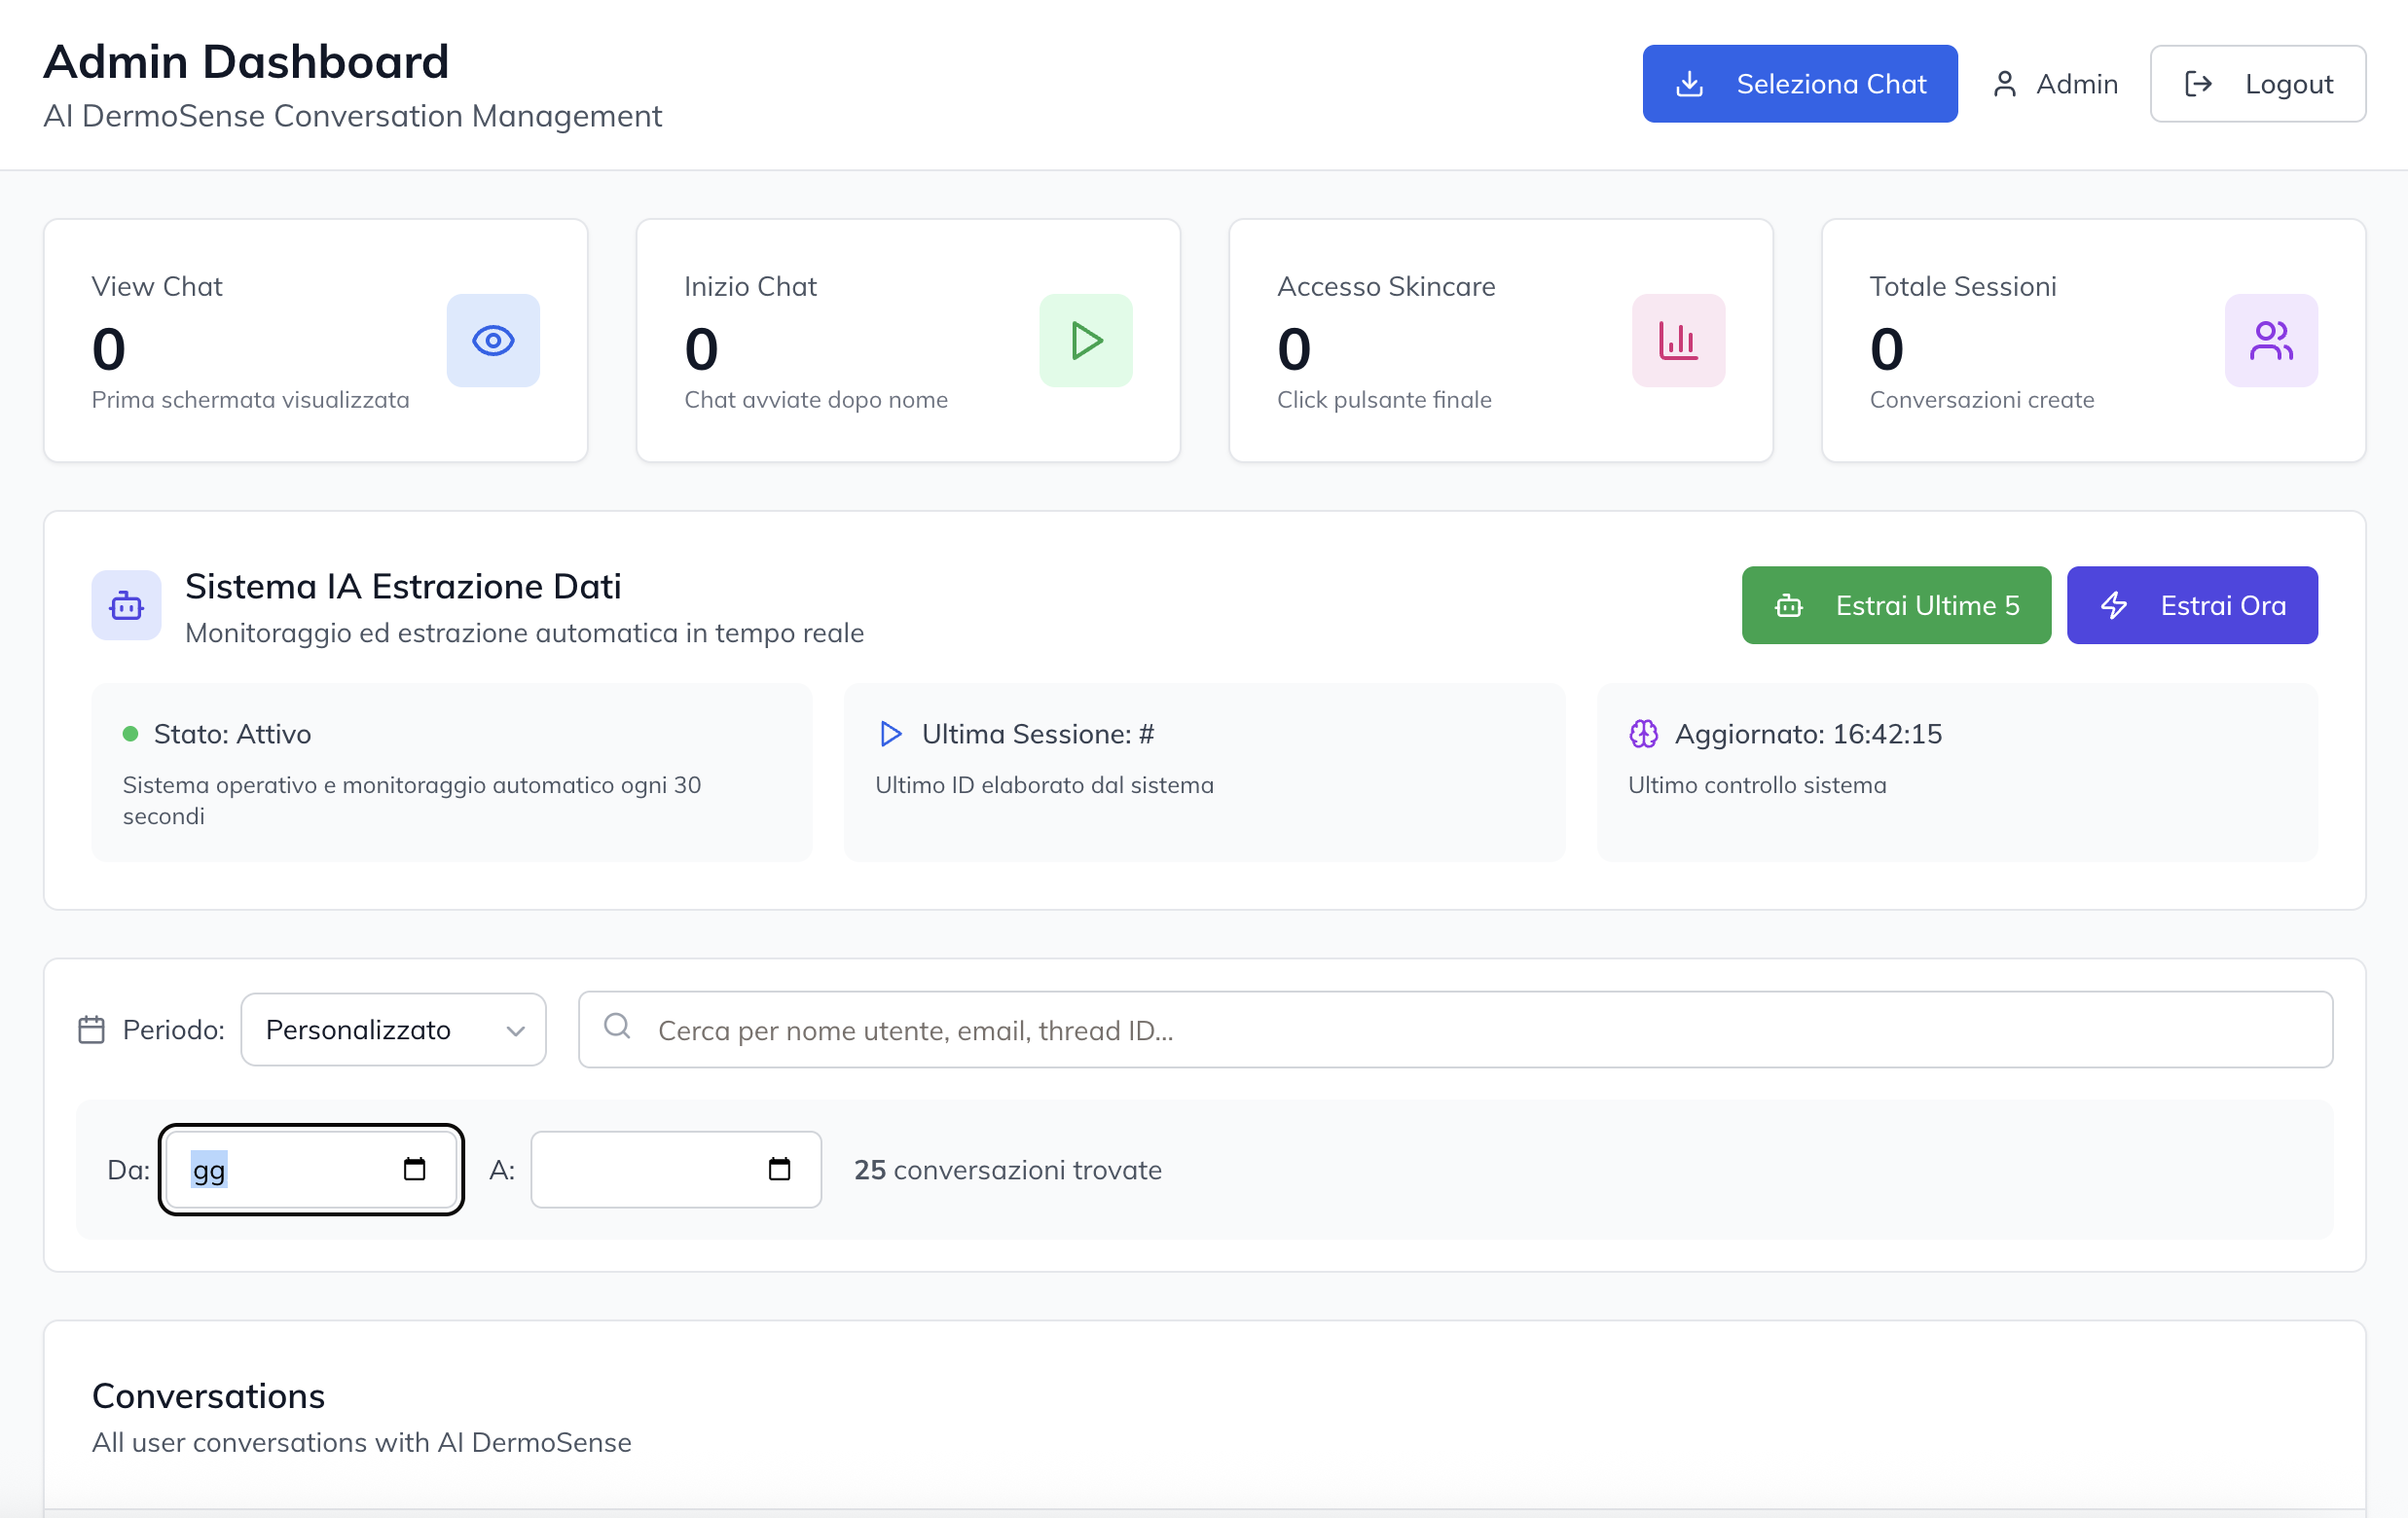 Admin Dashboard
AI DermoSense Conversation Management
Seleziona Chat
Admin
Logout
View Chat
0
Prima schermata visualizzata
Inizio Chat
0
Chat avviate dopo nome
Accesso Skincare
0
Click pulsante finale
Totale Sessioni
0
Conversazioni create
Sistema IA Estrazione Dati
Monitoraggio ed estrazione automatica in tempo reale
Estrai Ultime 5
Estrai Ora
Stato: Attivo
Sistema operativo e monitoraggio automatico ogni 30
secondi
Ultima Sessione: #
Ultimo ID elaborato dal sistema
Aggiornato: 16:42:15
Ultimo controllo sistema
Periodo:
Personalizzato
Cerca per nome utente, email, thread ID...
Da:
gg
A:
25 conversazioni trovate
Conversations
All user conversations with AI DermoSense